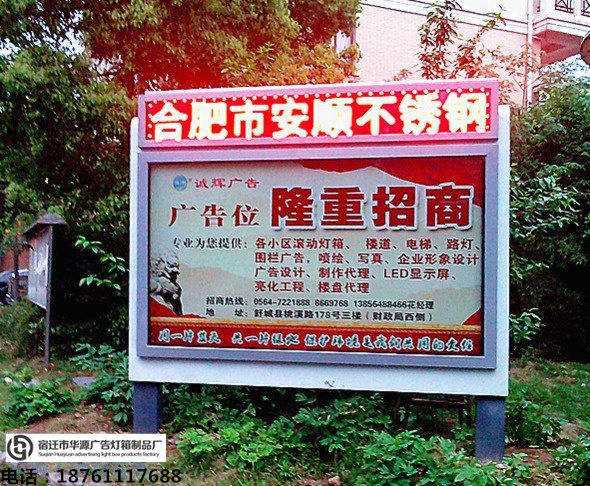 合肥市安顺不锈钢
诚辉广告
广告位 隆重招商
专业为您提供：各小区滚动灯箱、楼道、电梯、路灯、
围栏广告，喷绘、写真、企业形象设计
广告设计、制作代理、LED显示屏、
亮化工程、楼盘代理
招商热线：0564-7221888 8669768 13856488466花经理
地 址：舒城县桃溪路178号三楼（财政局西侧）
同一片蓝天 共一片绿地 保护环境是我们共同的责任
宿迁市华源广告灯箱制品厂
Suqian Huayuan advertising light box products factory
电话：18761117688